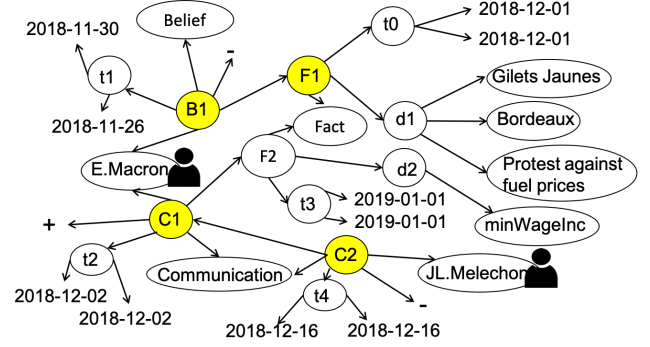 2018-12-01
t0
2018-12-01
Belief
2018-11-30
-
t1
F1
Gilets Jaunes
B1
2018-11-26
d1
Bordeaux
Fact
E.Macron
F2
d2
Protest against
fuel prices
t3
2019-01-01
2019-01-01
minWageInc
+
C1
t2
Communication
C2
JL.Melechon
2018-12-02
2018-12-02
t4
-
2018-12-16
2018-12-16